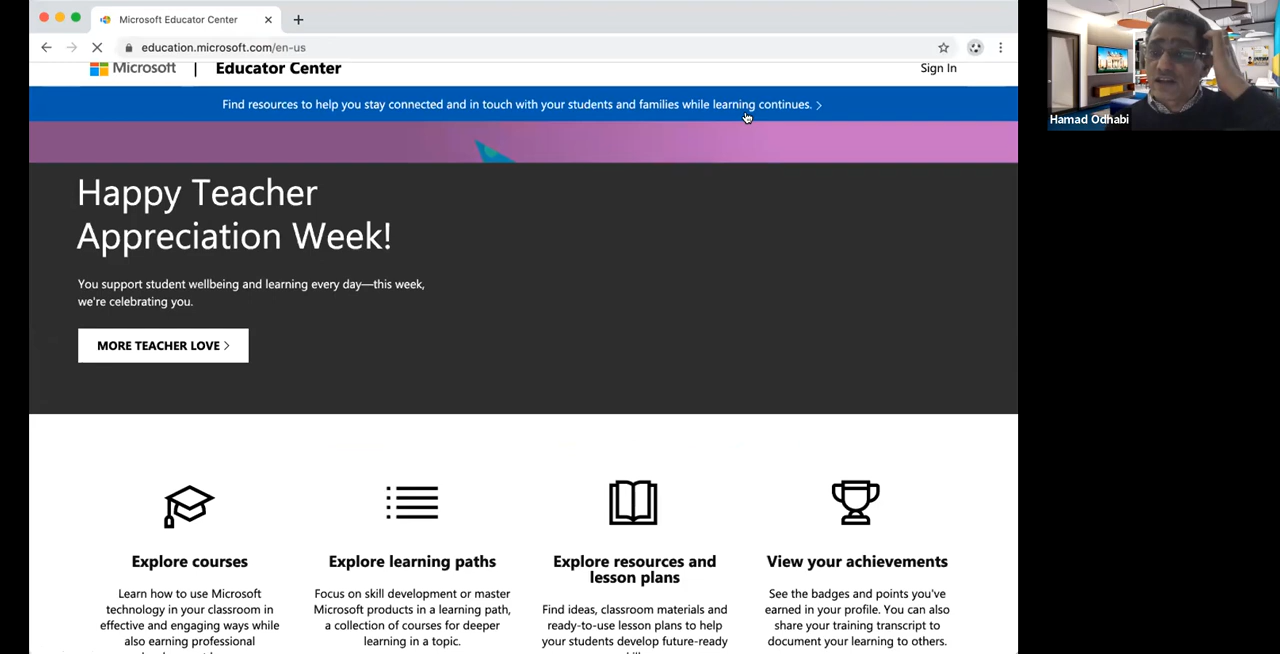 Microsoft Educator Center
education.microsoft.com/en-us
Microsoft | Educator Center
Sign In
Find resources to help you stay connected and in touch with your students and families while learning continues.
Happy Teacher
Appreciation Week!
You support student wellbeing and learning every day—this week,
we're celebrating you.
MORE TEACHER LOVE
Explore courses
Learn how to use Microsoft
technology in your classroom in
effective and engaging ways while
also earning professional
Explore learning paths
Focus on skill development or master
Microsoft products in a learning path,
a collection of courses for deeper
learning in a topic.
Explore resources and
lesson plans
Find ideas, classroom materials and
ready-to-use lesson plans to help
your students develop future-ready
View your achievements
See the badges and points you've
earned in your profile. You can also
share your training transcript to
document your learning to others.
Hamad Odhabi